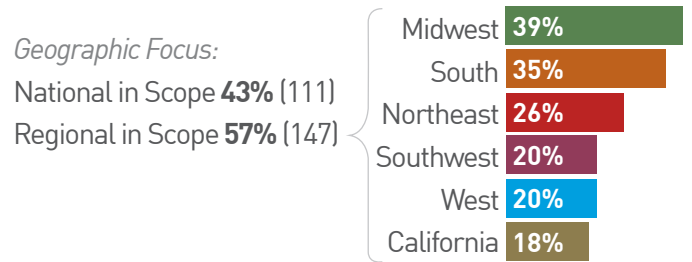 Geographic Focus:
National in Scope 43% (111)
Regional in Scope 57% (147)
Midwest 39%
South 35%
Northeast 26%
Southwest 20%
West 20%
California 18%